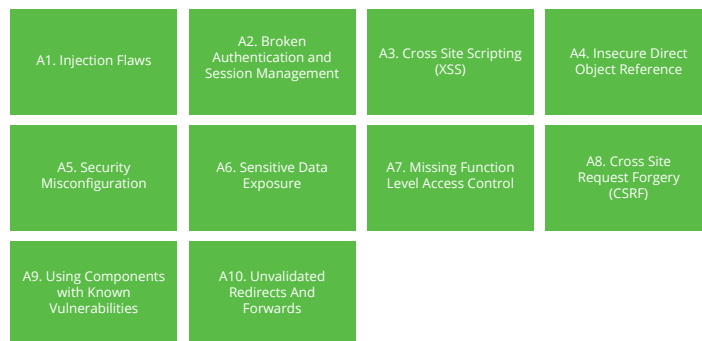 A1. Injection Flaws
A2. Broken
Authentication and
Session Management
A3. Cross Site Scripting
(XSS)
A4. Insecure Direct
Object Reference
A5. Security
Misconfiguration
A6. Sensitive Data
Exposure
A7. Missing Function
Level Access Control
A8. Cross Site
Request Forgery
(CSRF)
A9. Using Components
with Known
Vulnerabilities
A10. Unvalidated
Redirects And
Forwards